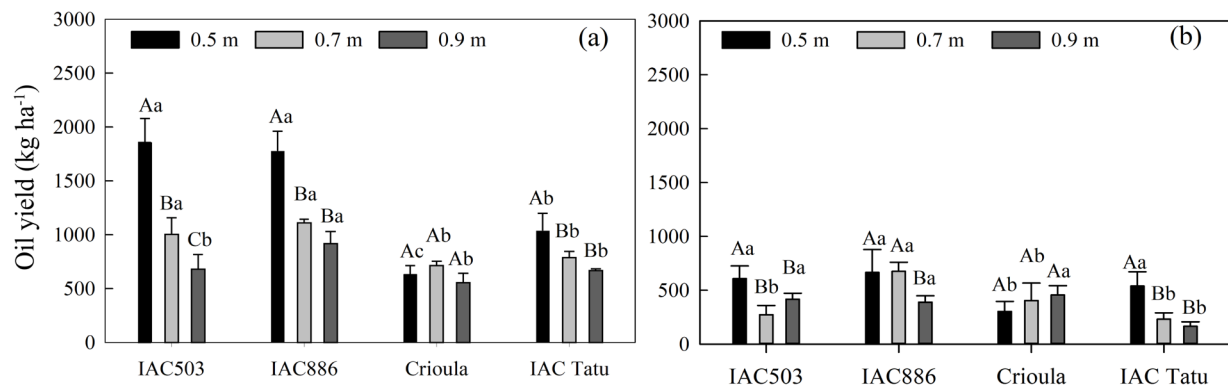 3000
2500
2000
1500
1000
500
0
Oil yield (kg ha⁻¹)
0.5 m 0.7 m 0.9 m (a)
Aa Ba Cb
Aa Ba Ba
Ac Ab Ab
Ab Bb Bb
IAC503 IAC886 Crioula IAC Tatu
3000
2500
2000
1500
1000
500
0
0.5 m 0.7 m 0.9 m (b)
Aa Bb Ba
Aa Aa Ba
Ab Ab Aa
Aa Bb Bb
IAC503 IAC886 Crioula IAC Tatu